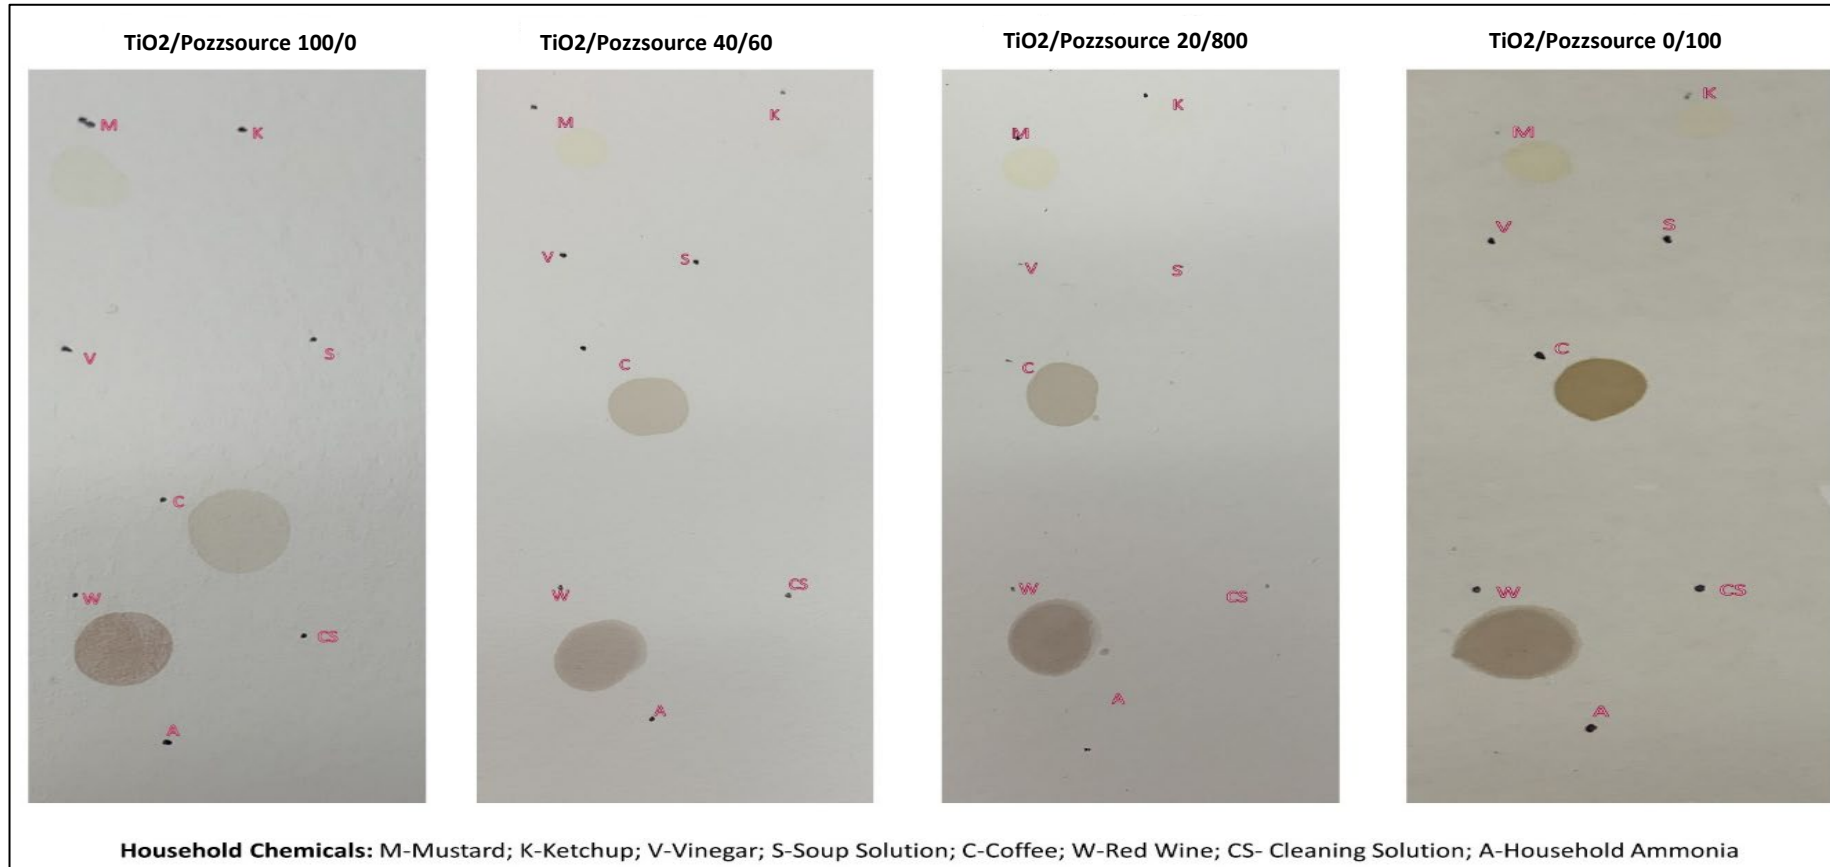 TiO2/Pozzsource 100/0
TiO2/Pozzsource 40/60
TiO2/Pozzsource 20/800
TiO2/Pozzsource 0/100
M
K
V
S
C
W
CS
A
M
K
V
S
C
W
CS
A
M
K
V
S
C
W
CS
A
K
M
V
S
C
W
CS
A
Household Chemicals: M-Mustard; K-Ketchup; V-Vinegar; S-Soup Solution; C-Coffee; W-Red Wine; CS- Cleaning Solution; A-Household Ammonia